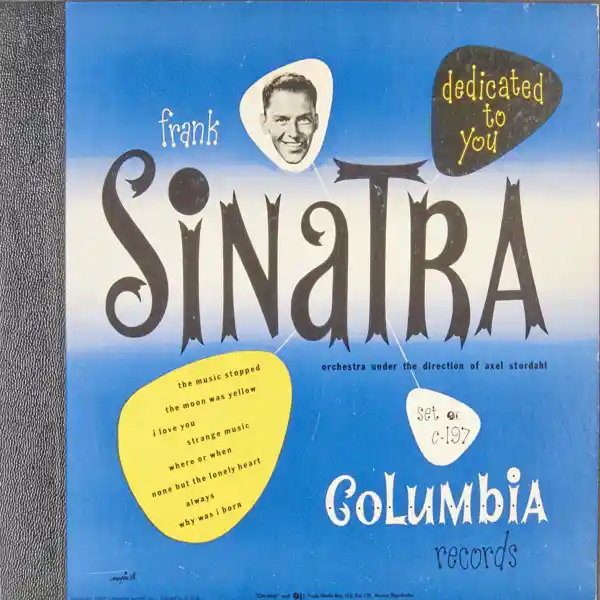 frank
dedicated
to
you
SINATRA
orchestra under the direction of axel stordahl
the music stopped
the moon was yellow
i love you
strange music
where or when
none but the lonely heart
always
why was i born
set
c-197
COLUMBIA
records